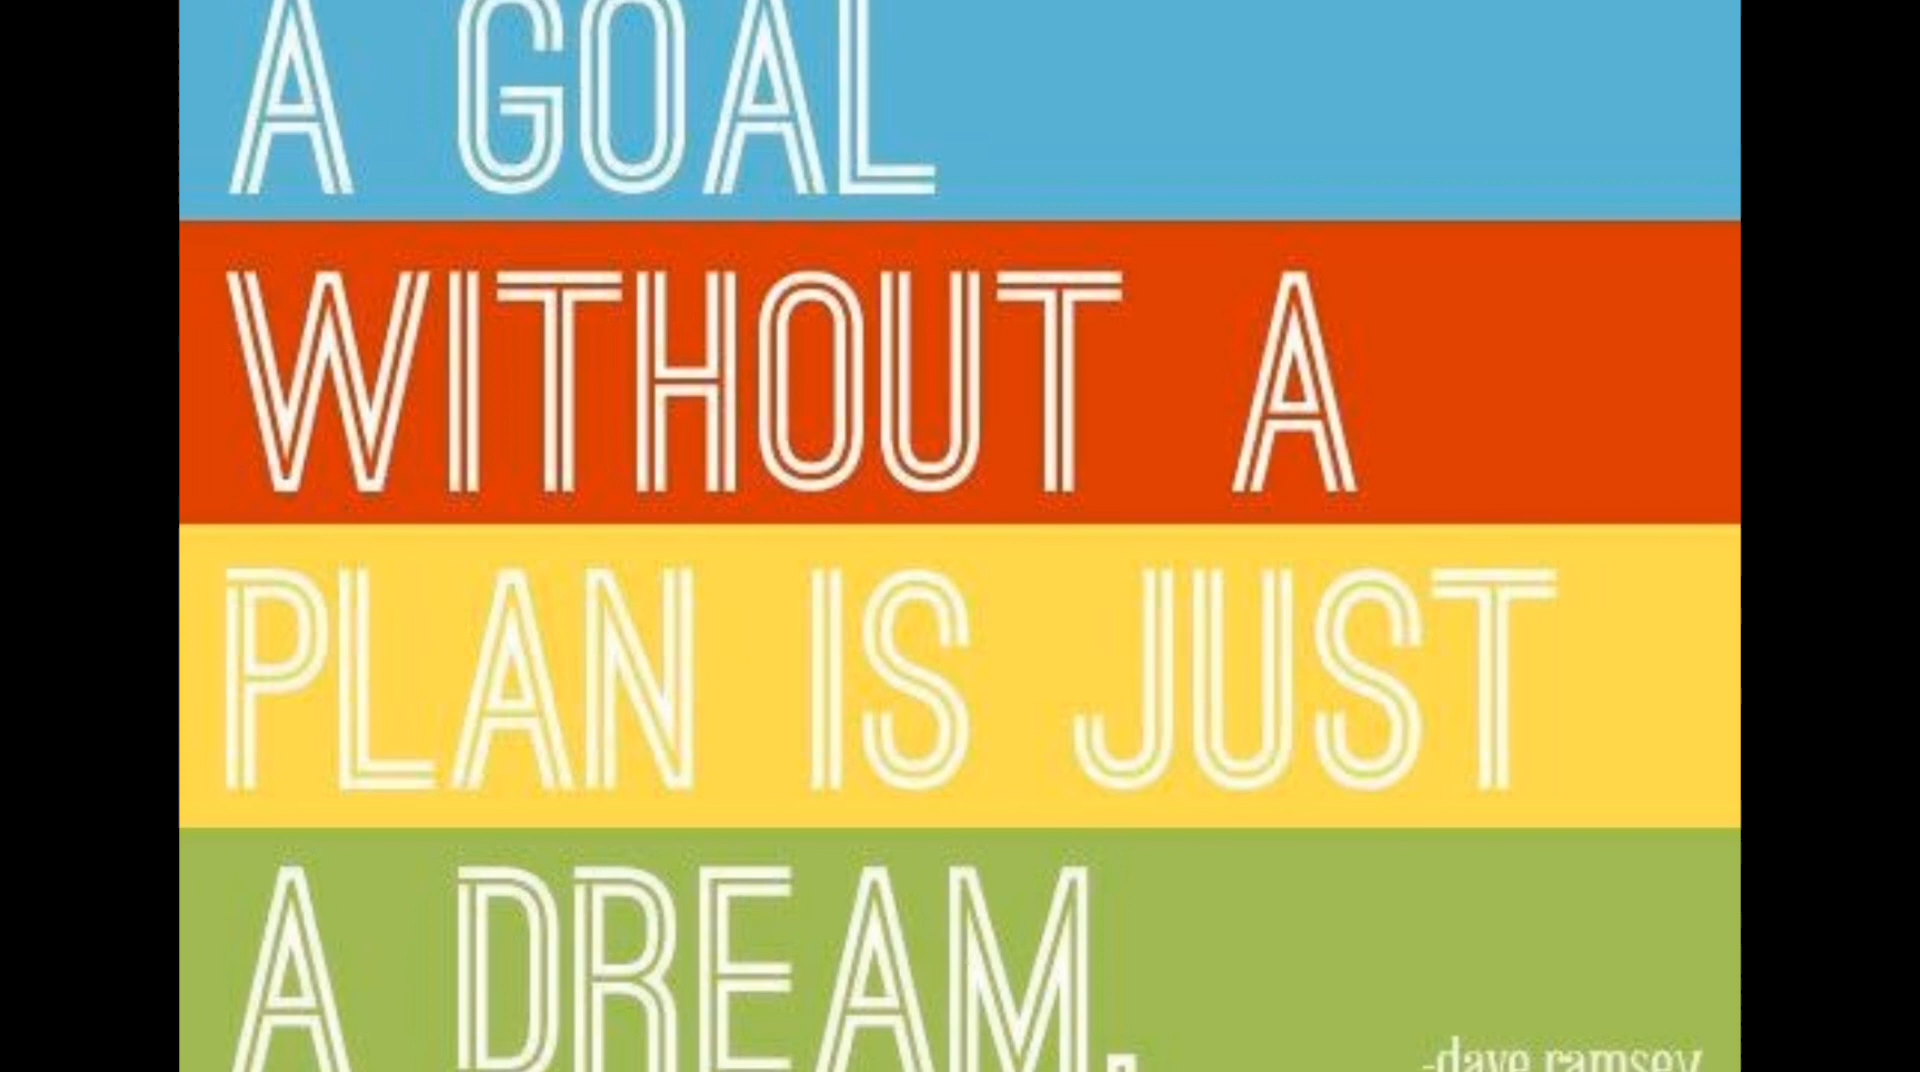 A GOAL
WITHOUT A
PLAN IS JUST
A DREAM.
-dave ramsey